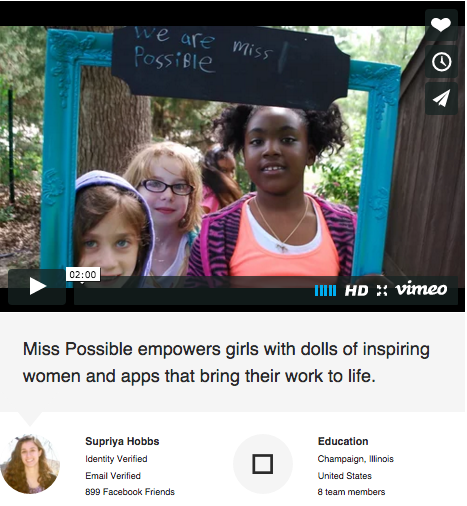 We are
Miss
Possible
02:00
HD
vimeo
Miss Possible empowers girls with dolls of inspiring
women and apps that bring their work to life.
Supriya Hobbs
Identity Verified
Email Verified
899 Facebook Friends
Education
Champaign, Illinois
United States
8 team members